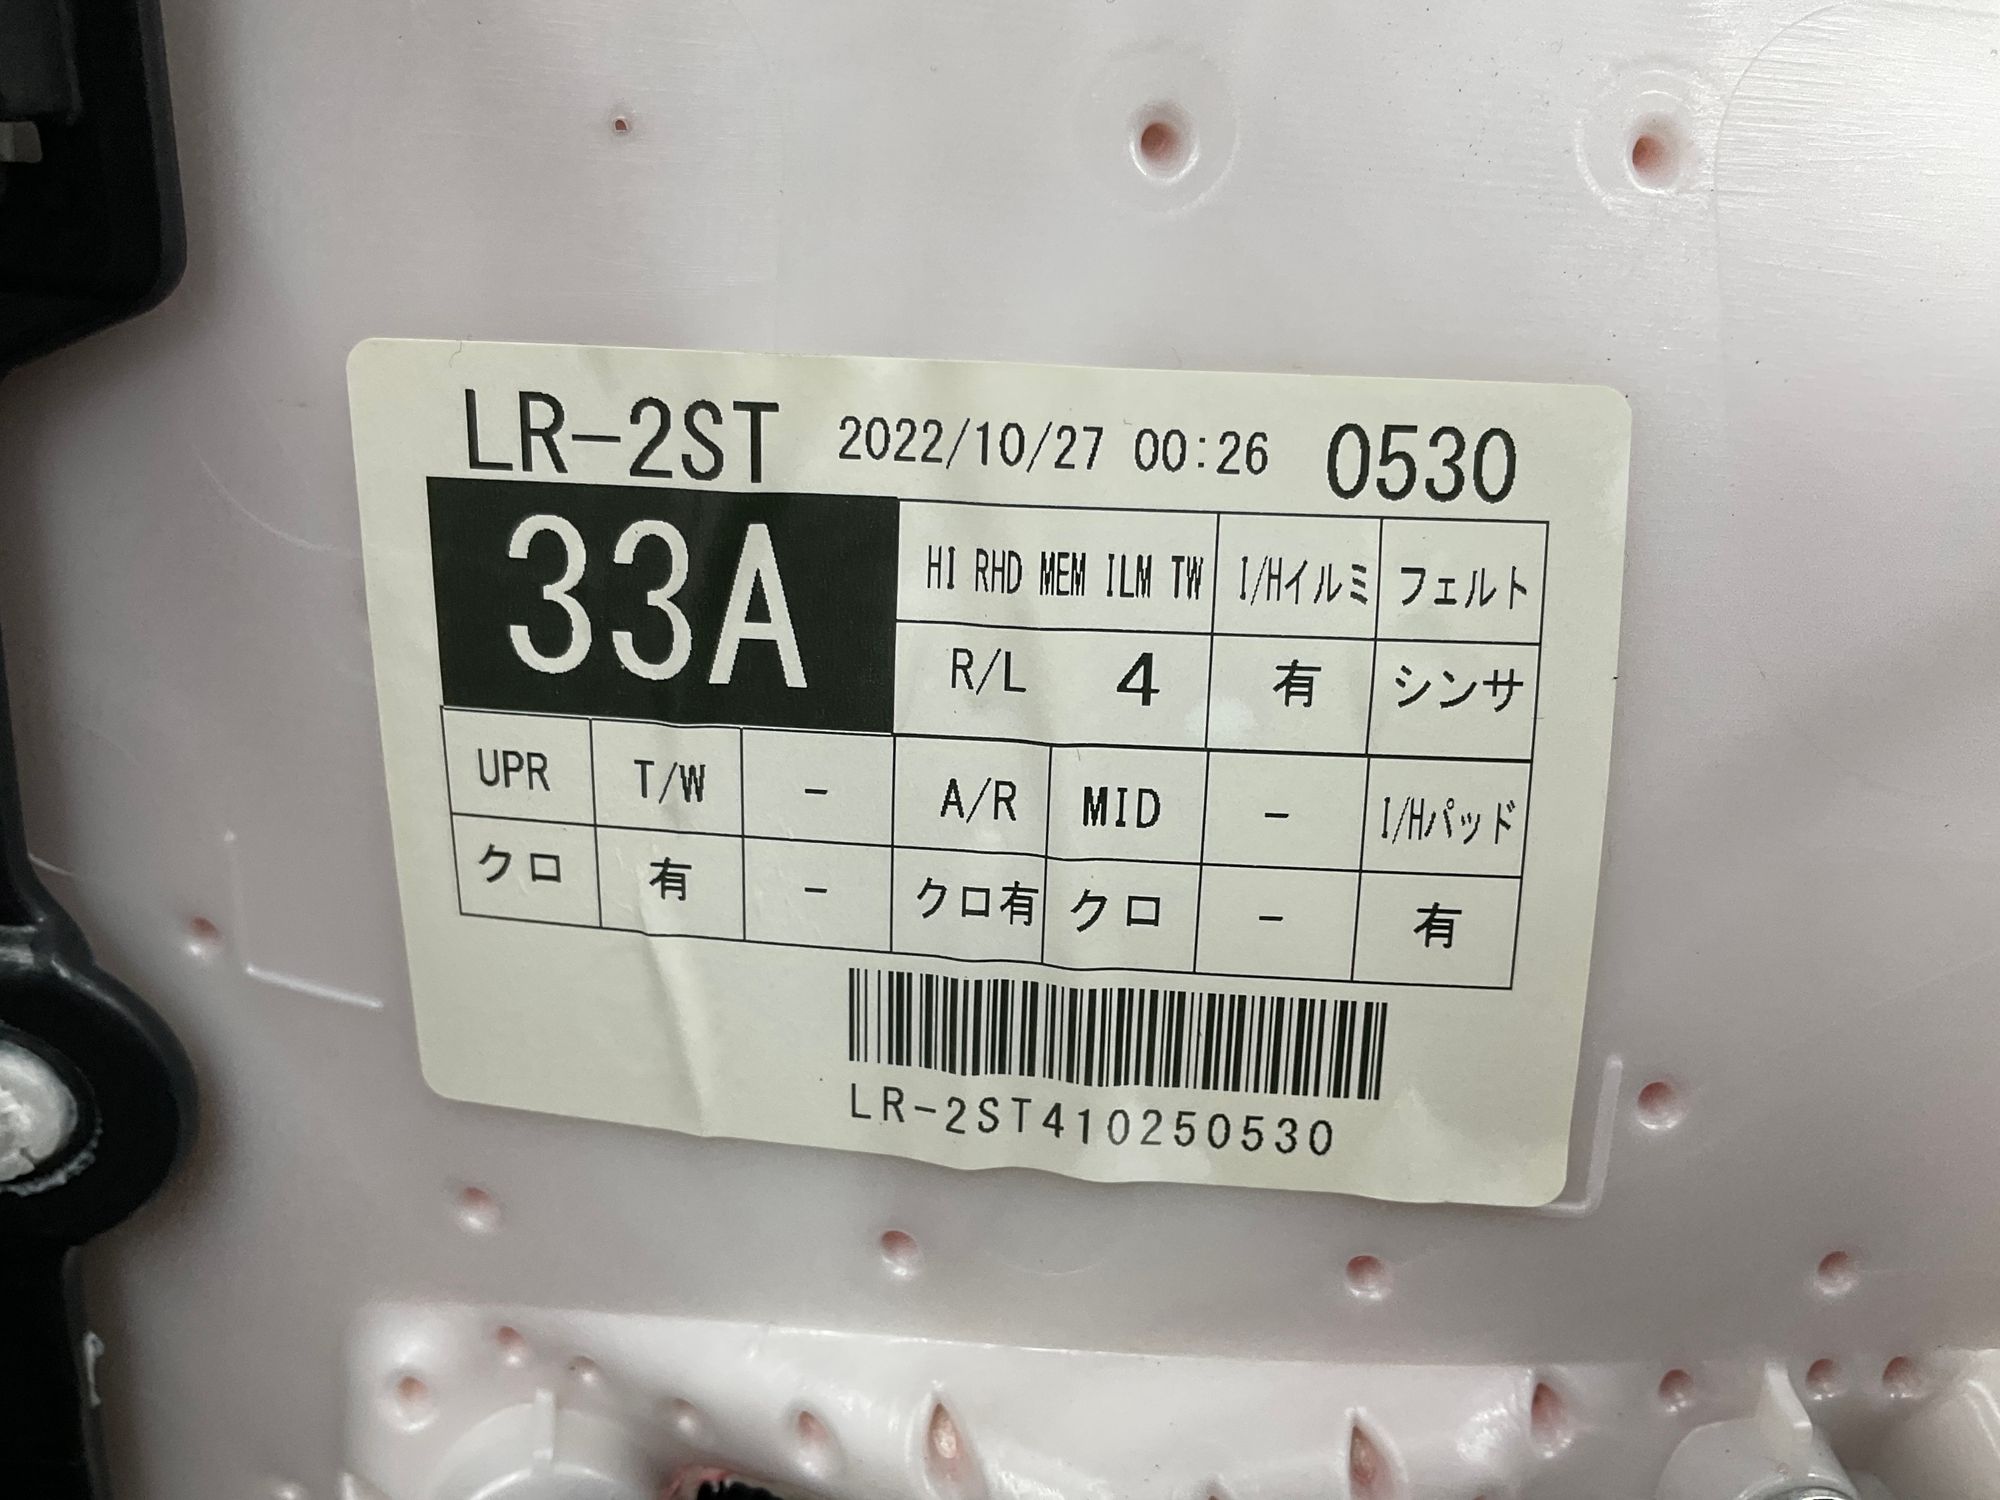 LR-2ST 2022/10/27 00:26 0530
33A
HI RHD MEM ILM TW I/Hイルミ フェルト
R/L 4 有 シンサ
UPR T/W - A/R MID - I/Hパッド
クロ 有 - クロ有 クロ - 有
LR-2ST410250530